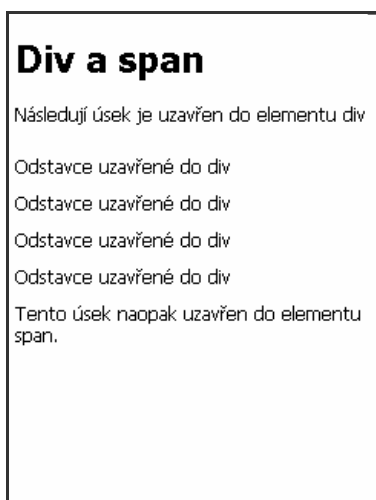 Div a span
Následují úsek je uzavřen do elementu div
Odstavce uzavřené do div
Odstavce uzavřené do div
Odstavce uzavřené do div
Odstavce uzavřené do div
Tento úsek naopak uzavřen do elementu
span.